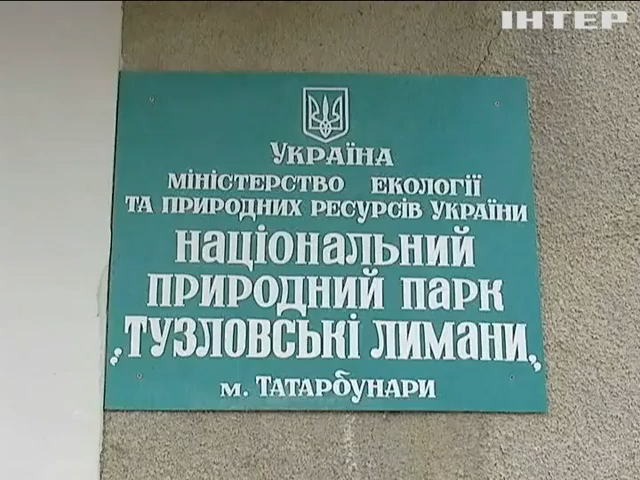 ІНТЕР
УКРАЇНА
МІНІСТЕРСТВО ЕКОЛОГІЇ
ТА ПРИРОДНИХ РЕСУРСІВ УКРАЇНИ
НАЦІОНАЛЬНИЙ
ПРИРОДНИЙ ПАРК
„ТУЗЛОВСЬКІ ЛИМАНИ„
м. ТАТАРБУНАРИ